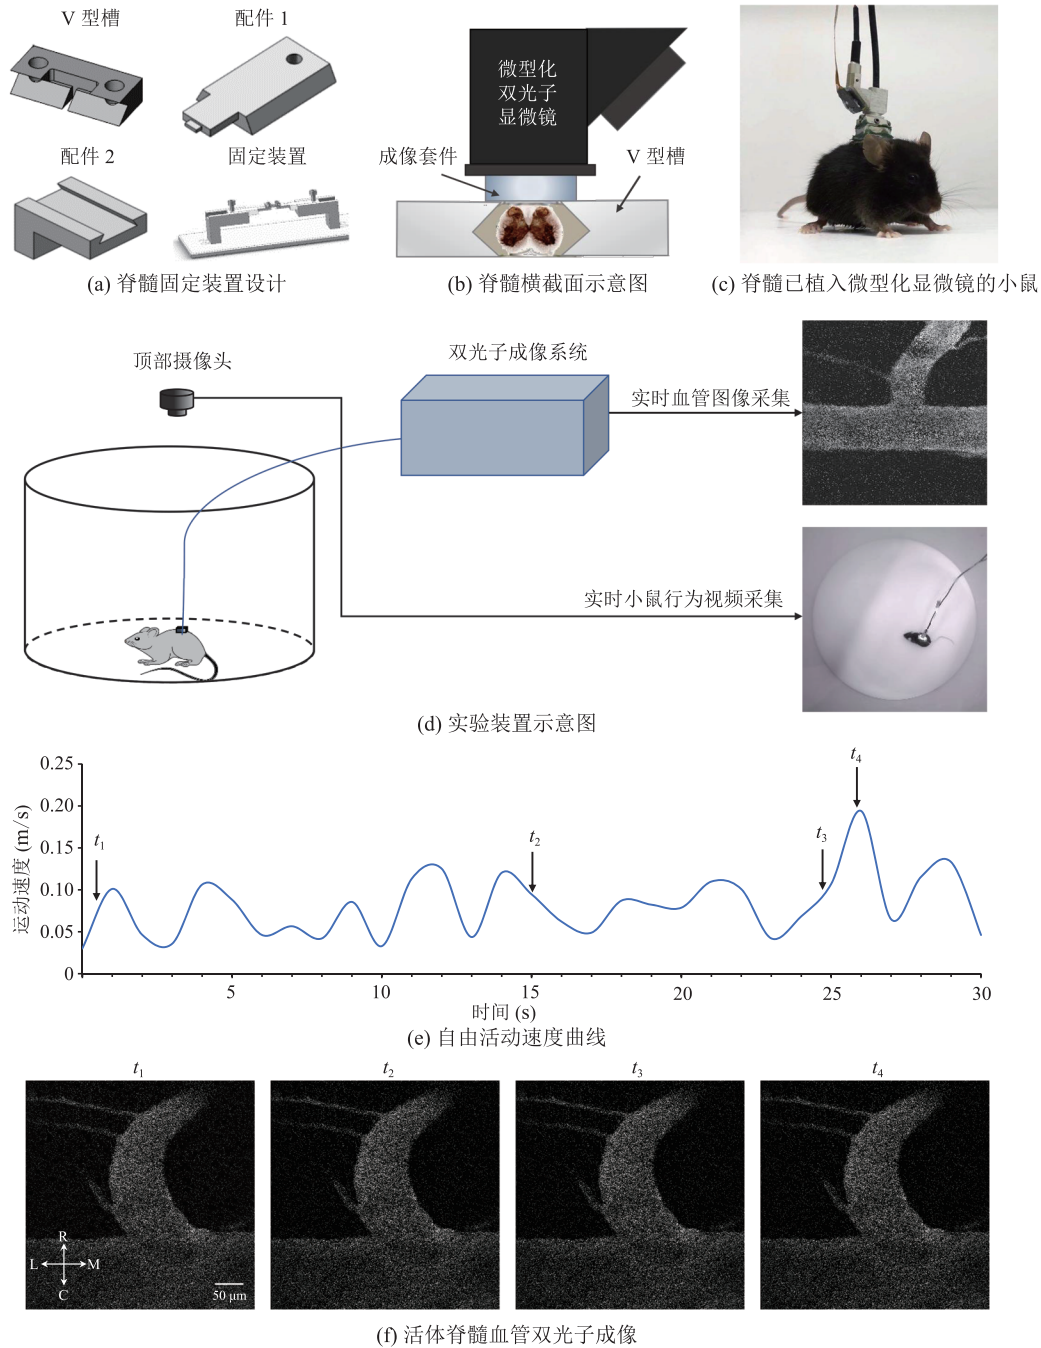 V 型槽
配件 1
配件 2
固定装置
(a) 脊髓固定装置设计
微型化
双光子
显微镜
成像套件
V 型槽
(b) 脊髓横截面示意图
(c) 脊髓已植入微型化显微镜的小鼠
顶部摄像头
双光子成像系统
实时血管图像采集
实时小鼠行为视频采集
(d) 实验装置示意图
运动速度 (m/s)
0.25
0.20
0.15
0.10
0.05
0
t₁
t₂
t₃
t₄
5
10
15
20
25
30
时间 (s)
(e) 自由活动速度曲线
t₁
t₂
t₃
t₄
R
L
M
C
50 μm
(f) 活体脊髓血管双光子成像